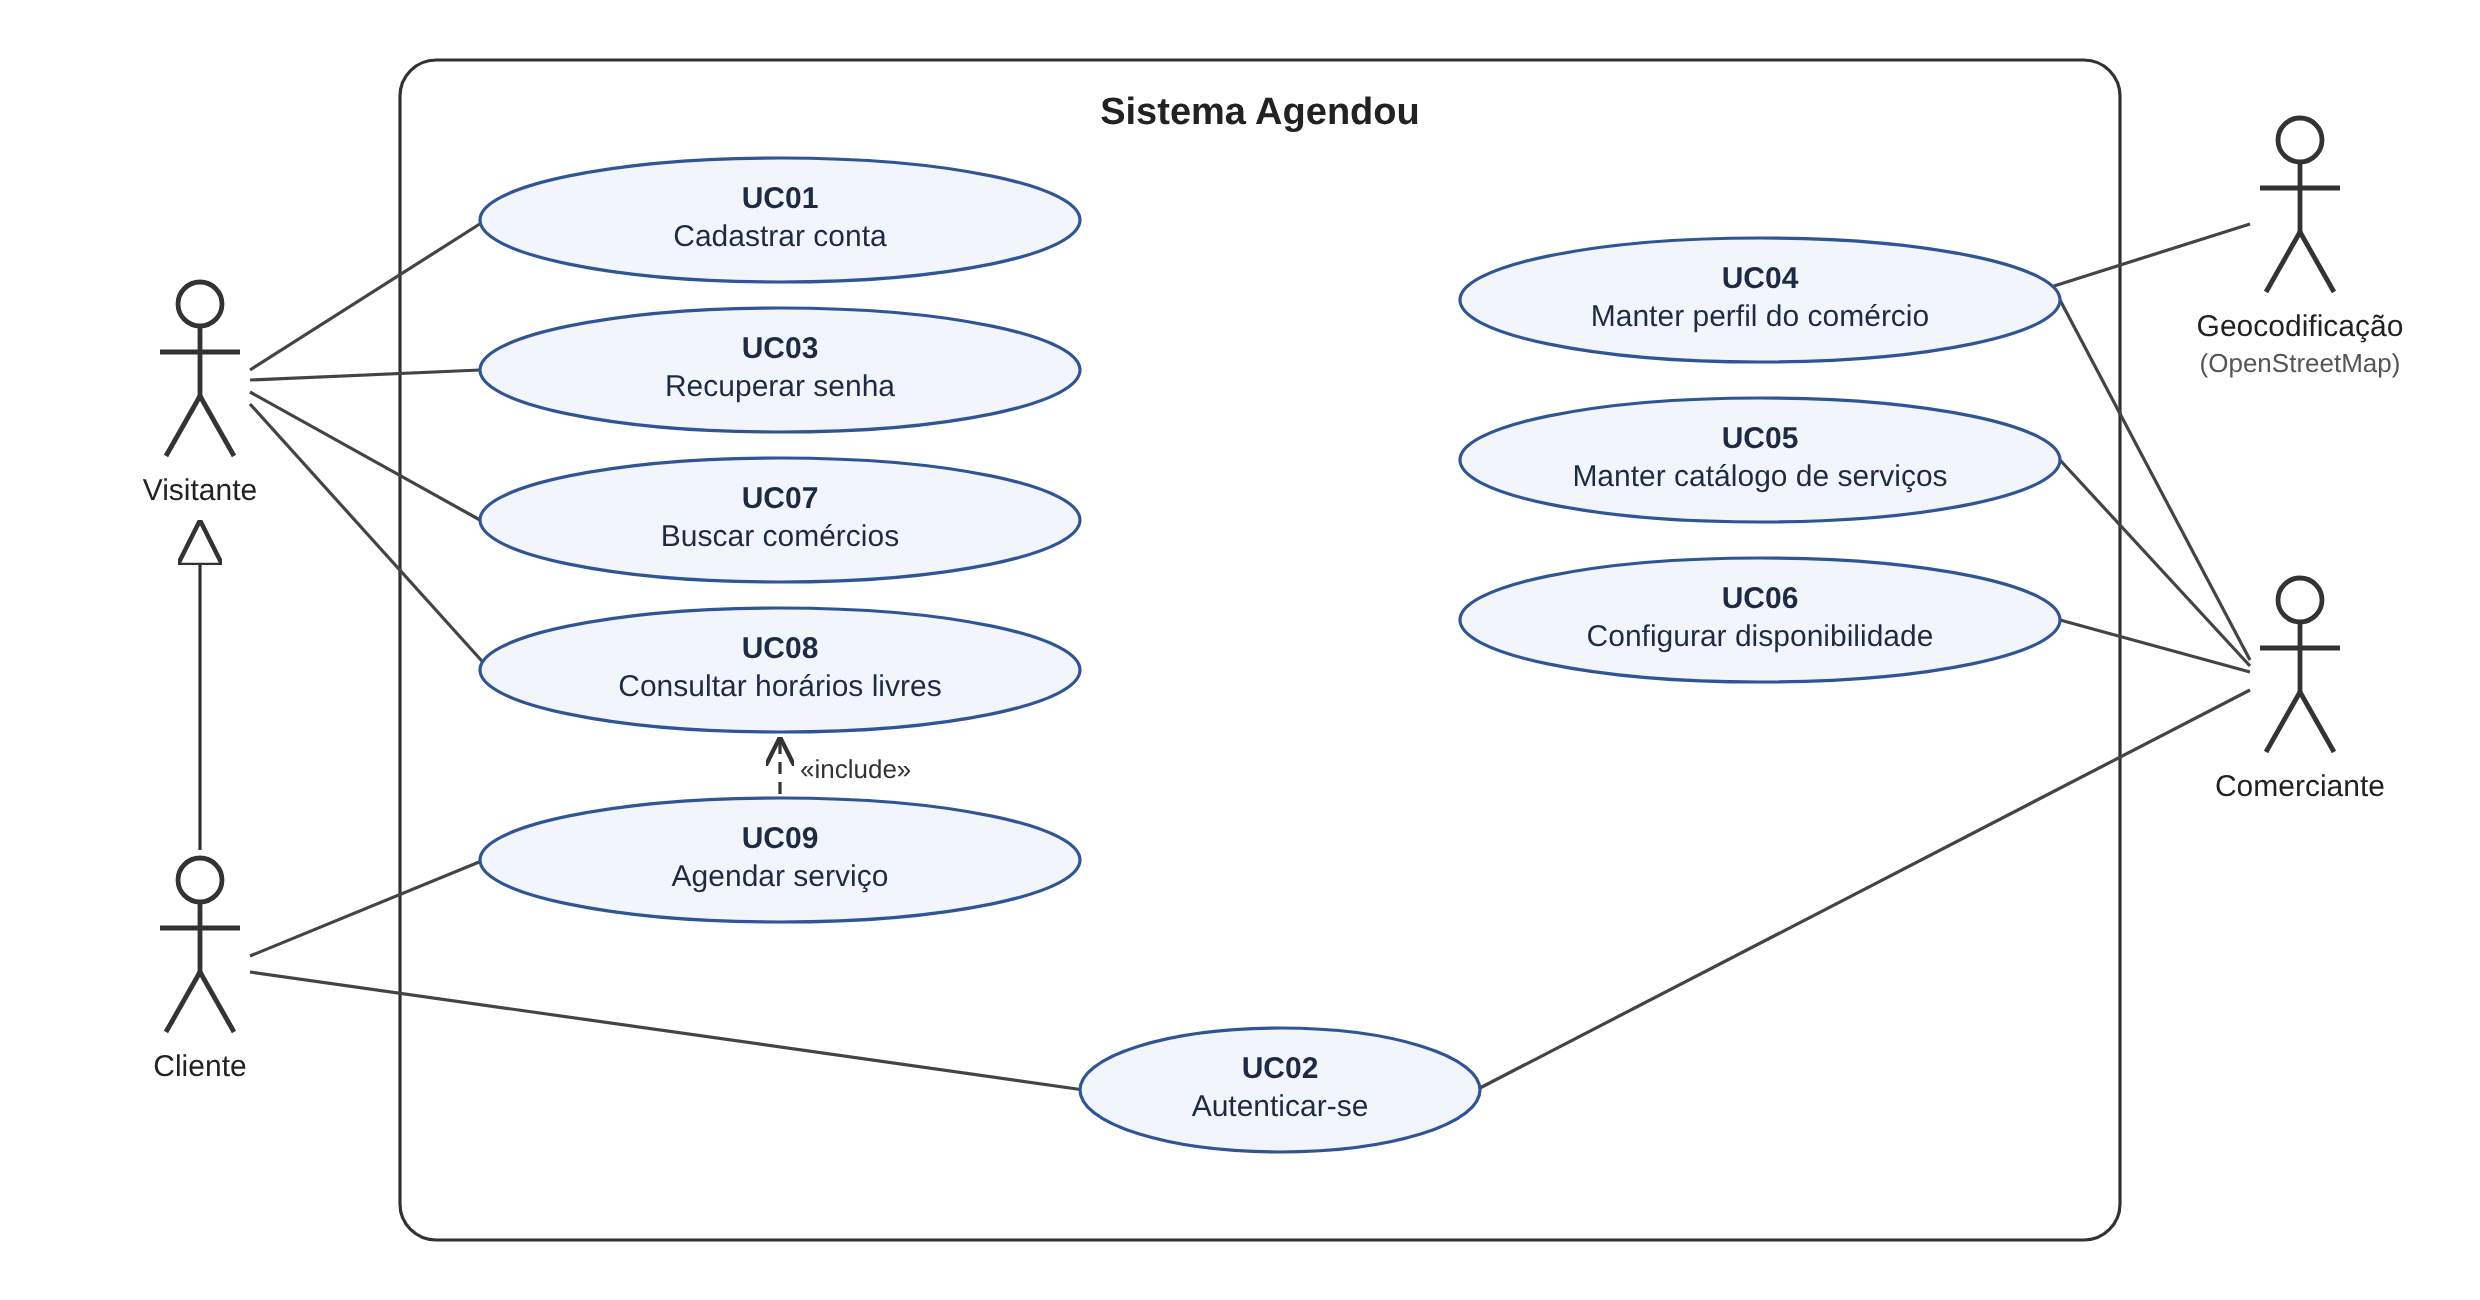 Sistema Agendou
UC01
Cadastrar conta
UC03
Recuperar senha
UC07
Buscar comércios
UC08
Consultar horários livres
«include»
UC09
Agendar serviço
UC04
Manter perfil do comércio
UC05
Manter catálogo de serviços
UC06
Configurar disponibilidade
UC02
Autenticar-se
Visitante
Cliente
Geocodificação
(OpenStreetMap)
Comerciante